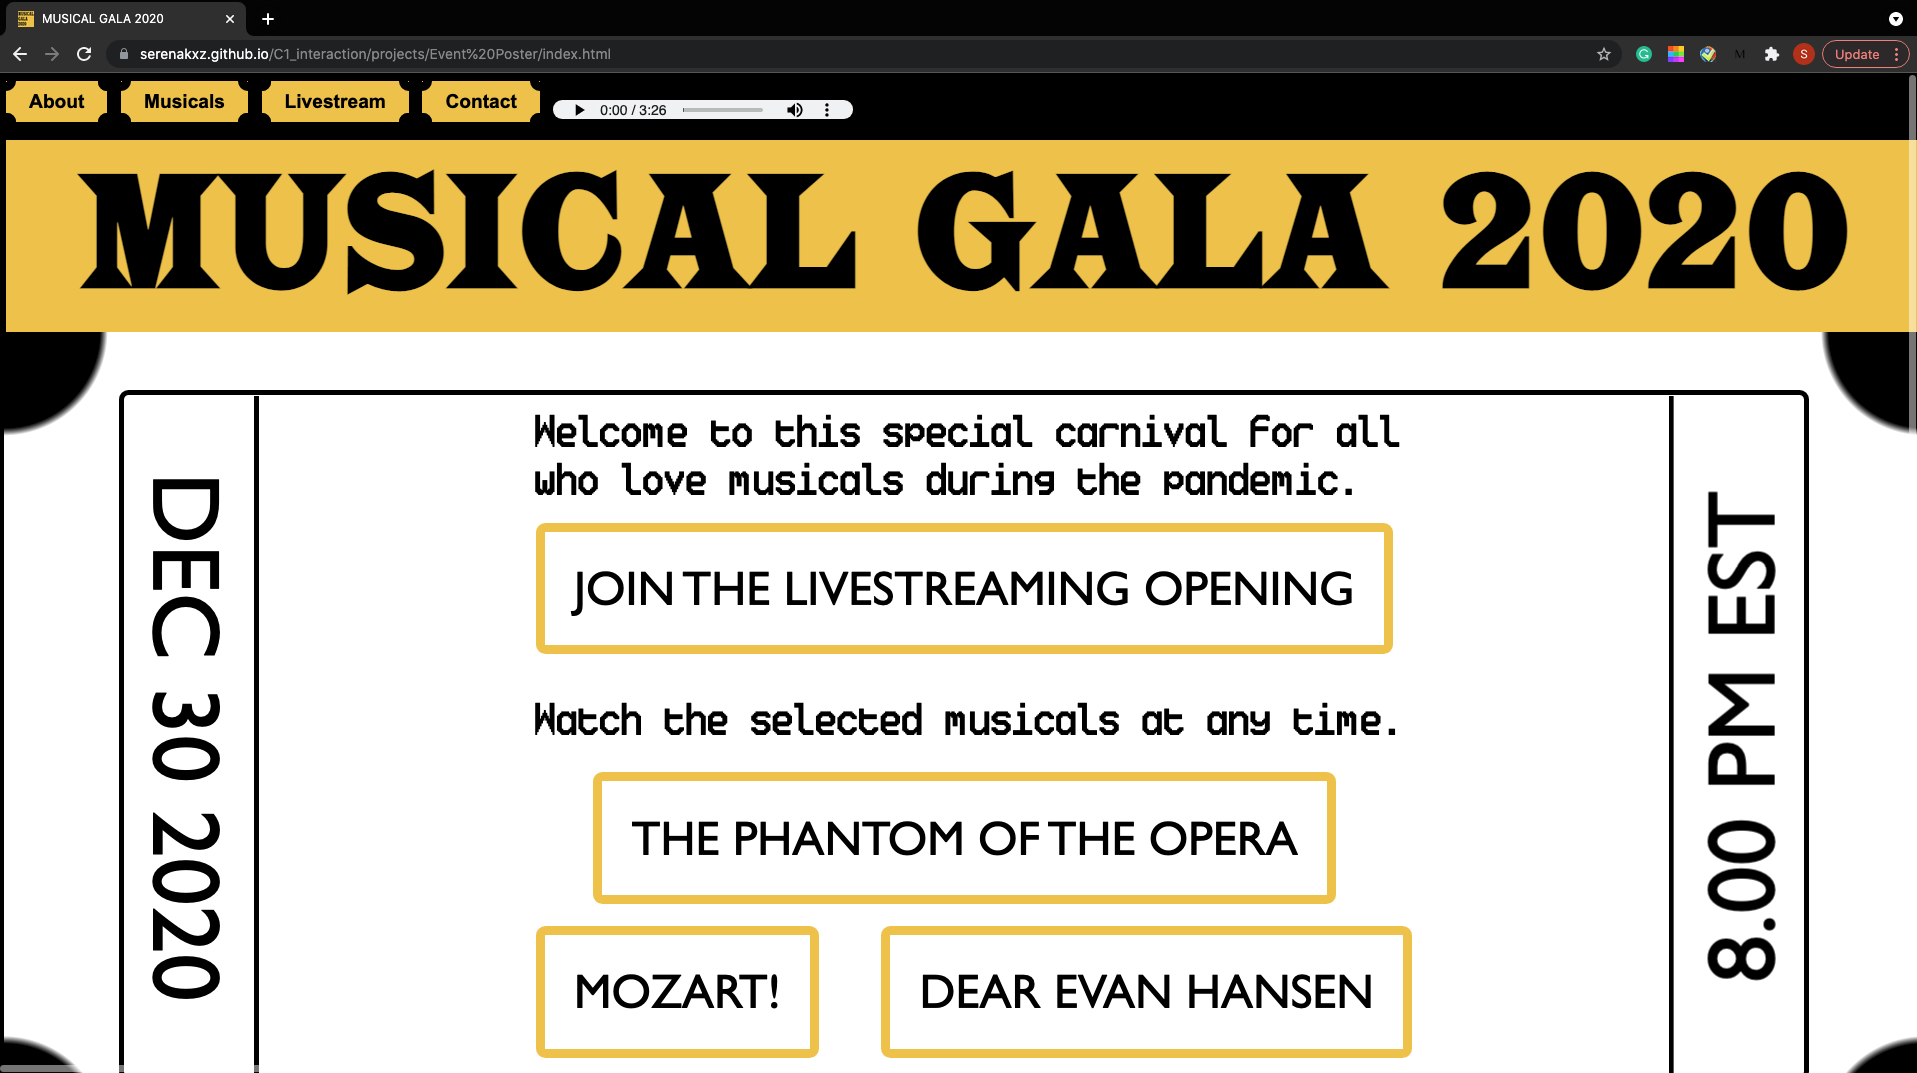 MUSICAL GALA 2020
serenakxz.github.io/C1_interaction/projects/Event%20Poster/index.html
M
S
Update
About
Musicals
Livestream
Contact
0:00 / 3:26
MUSICAL GALA 2020
DEC 30 2020
Welcome to this special carnival for all
who love musicals during the pandemic.
JOIN THE LIVESTREAMING OPENING
Watch the selected musicals at any time.
THE PHANTOM OF THE OPERA
MOZART!
DEAR EVAN HANSEN
8.00 PM EST